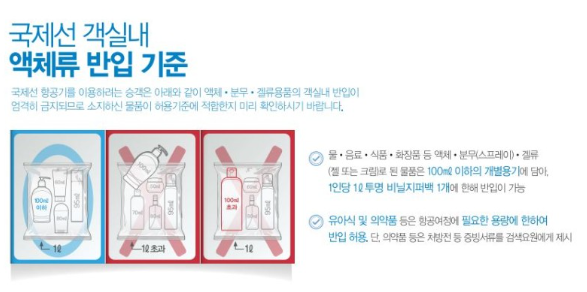 국제선 객실내
액체류 반입 기준
국제선 항공기를 이용하려는 승객은 아래와 같이 액체・분무・겔류용품의 객실내 반입이
엄격히 금지되므로 소지하신 물품이 허용기준에 적합한지 미리 확인하시기 바랍니다.
100㎖
이하
1ℓ
1ℓ 초과
100㎖
초과
1ℓ
물・음료・식품・화장품 등 액체・분무(스프레이)・겔류
(젤 또는 크림)로 된 물품은 100㎖ 이하의 개별용기에 담아,
1인당 1ℓ 투명 비닐지퍼백 1개에 한해 반입이 가능
유아식 및 의약품 등은 항공여정에 필요한 용량에 한하여
반입 허용. 단, 의약품 등은 처방전 등 증빙서류를 검색요원에게 제시